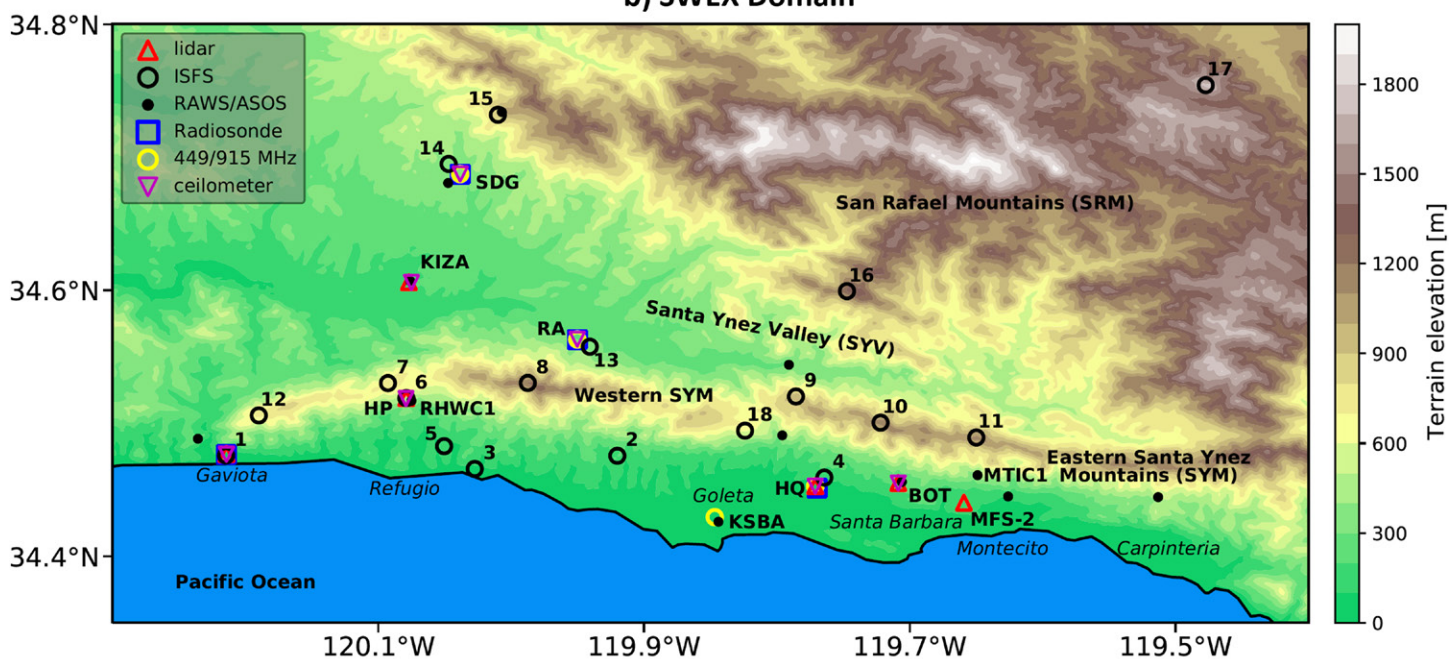 b) SWEX Domain
34.8°N
34.6°N
34.4°N
lidar
ISFS
RAWS/ASOS
Radiosonde
449/915 MHz
ceilometer
17
15
14
SDG
San Rafael Mountains (SRM)
KIZA
16
Santa Ynez Valley (SYV)
RA
13
7
6
8
9
Western SYM
12
HP
RHWC1
18
10
11
5
3
2
1
4
Eastern Santa Ynez
Mountains (SYM)
MTIC1
Gaviota
Refugio
HQ
BOT
Goleta
KSBA
Santa Barbara
MFS-2
Montecito
Carpinteria
Pacific Ocean
120.1°W
119.9°W
119.7°W
119.5°W
1800
1500
1200
900
600
300
0
Terrain elevation [m]